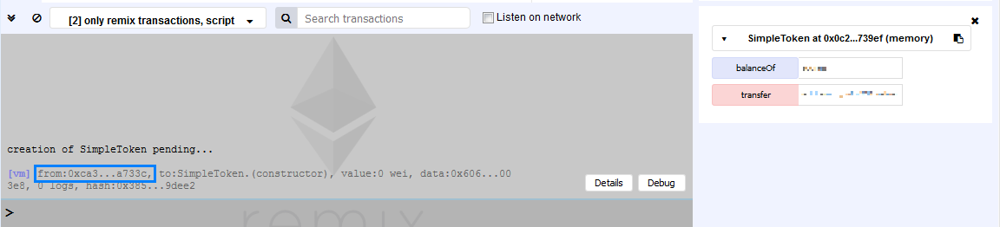 [2] only remix transactions, script
Search transactions
Listen on network
creation of SimpleToken pending...
[vm] from:0xca3...a733c, to:SimpleToken.(constructor), value:0 wei, data:0x606...00
3e8, 0 logs, hash:0x385...9dee2
Details
Debug
>
remix
SimpleToken at 0x0c2...739ef (memory)
balanceOf
transfer